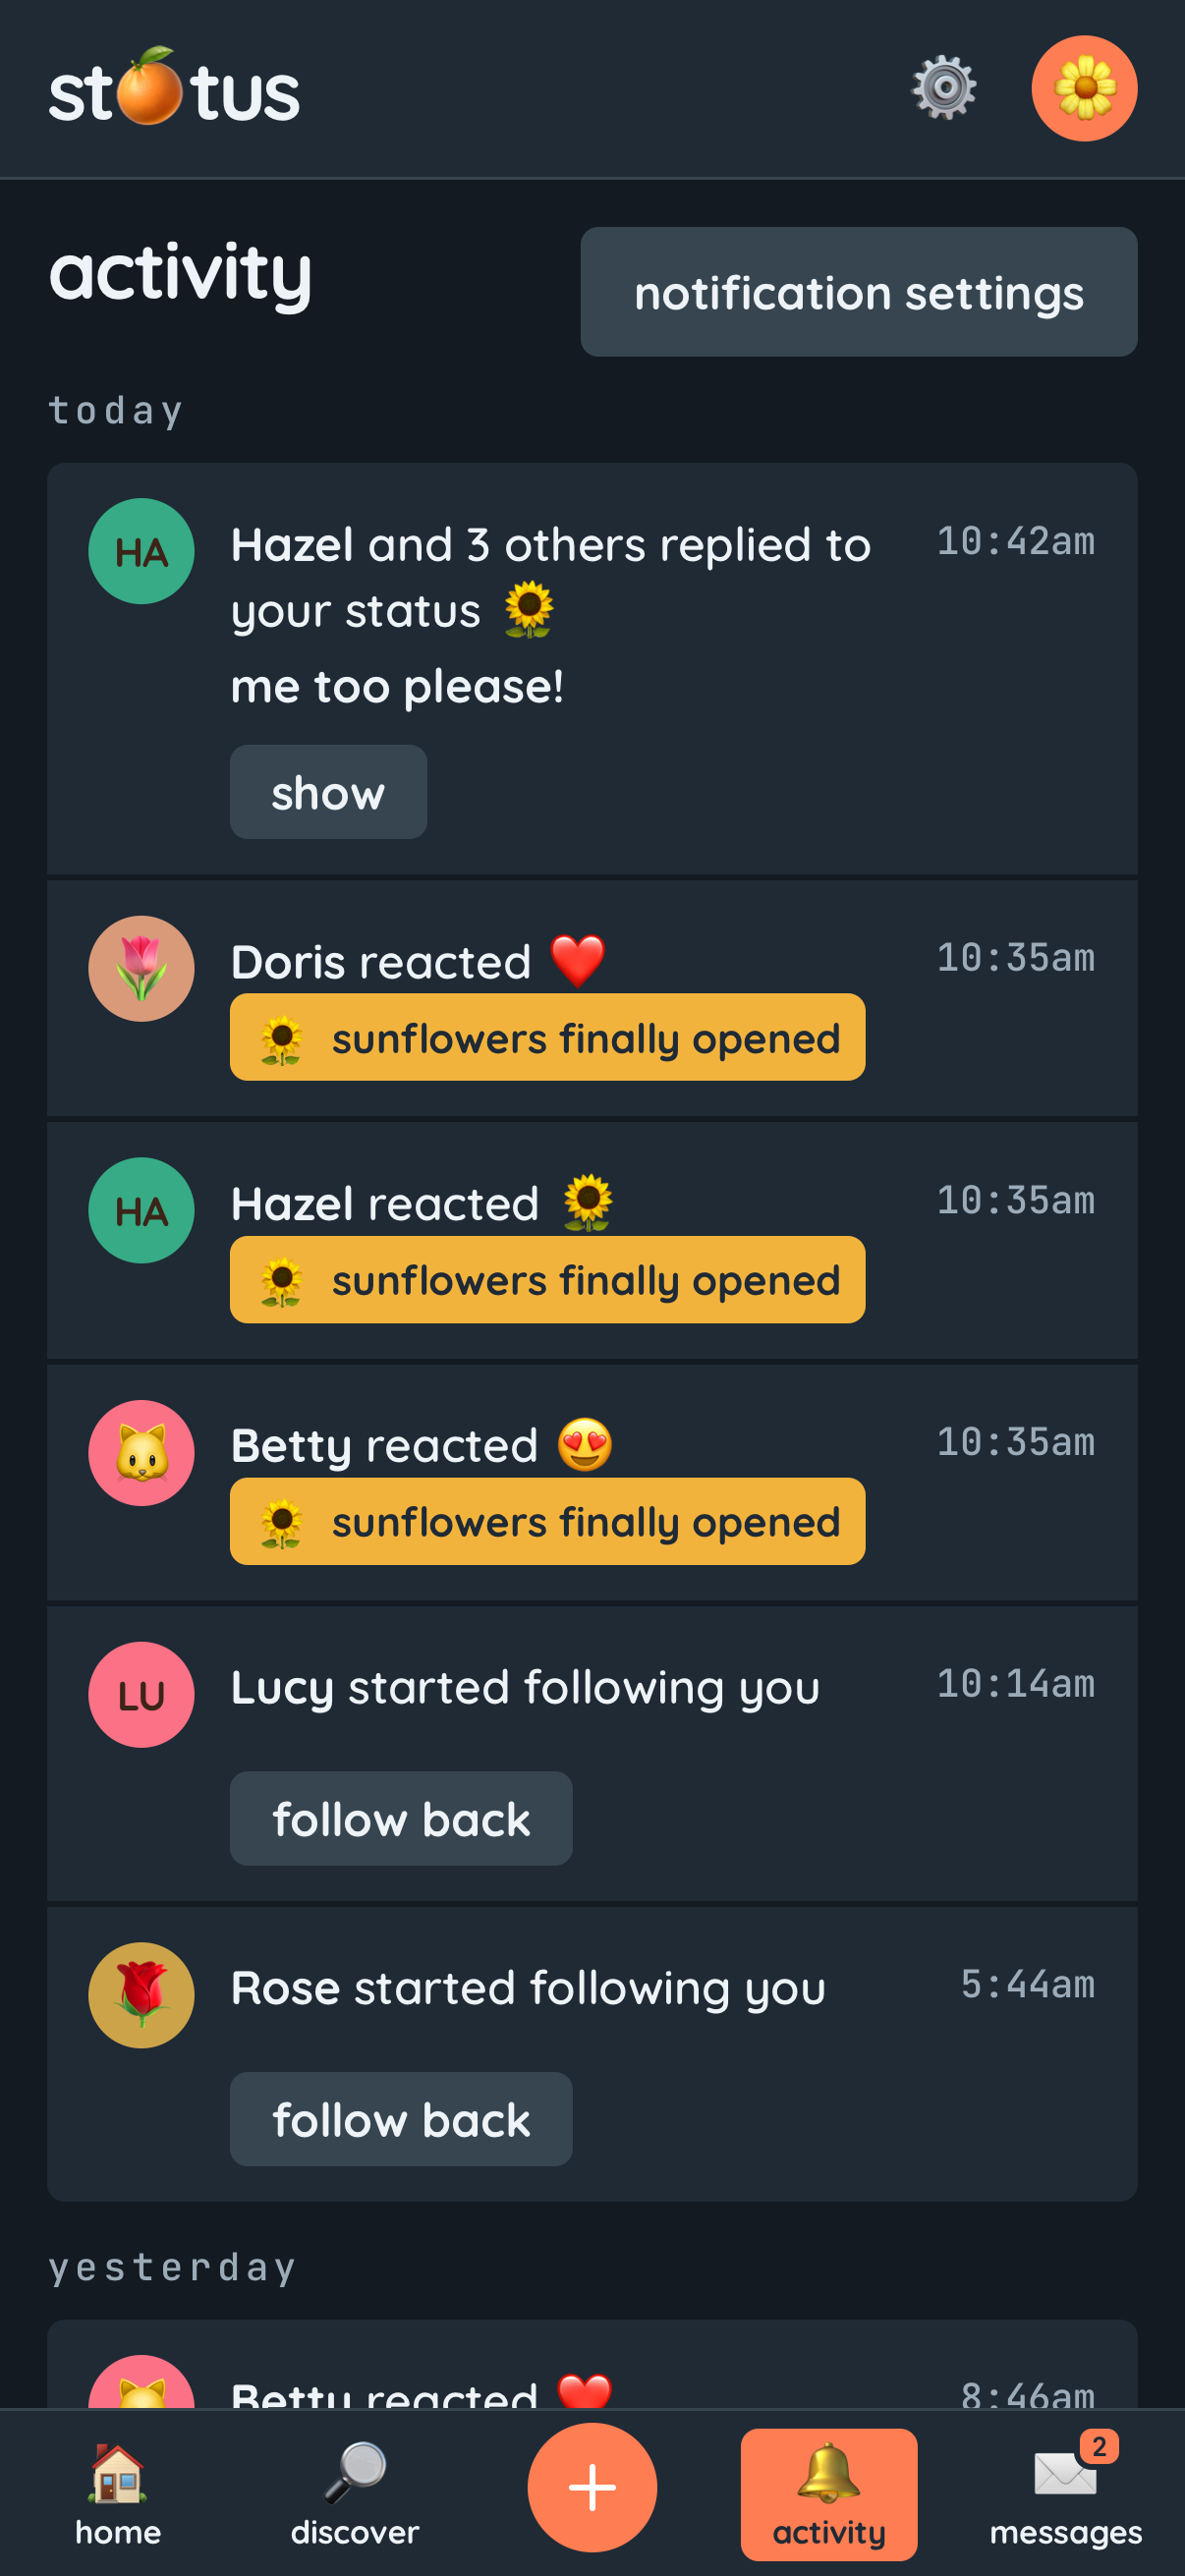 st🍊tus
activity
notification settings
today
HA
Hazel and 3 others replied to
your status 🌻
10:42am
me too please!
show
Doris reacted ❤️
10:35am
🌻 sunflowers finally opened
HA
Hazel reacted 🌻
10:35am
🌻 sunflowers finally opened
Betty reacted 😍
10:35am
🌻 sunflowers finally opened
LU
Lucy started following you
10:14am
follow back
Rose started following you
5:44am
follow back
yesterday
Betty reacted ❤️
8:46am
home
discover
+
activity
2
messages